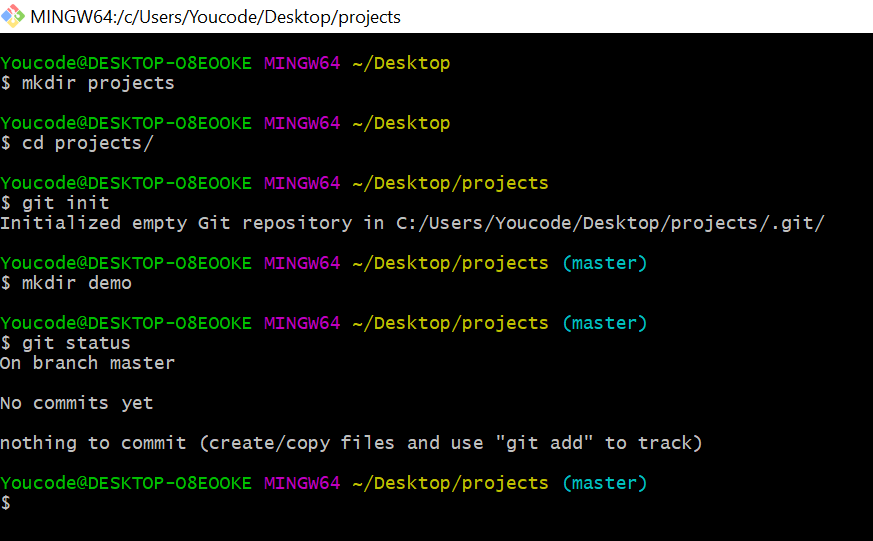 MINGW64:/c/Users/Youcode/Desktop/projects
Youcode@DESKTOP-O8EOOKE MINGW64 ~/Desktop
$ mkdir projects
Youcode@DESKTOP-O8EOOKE MINGW64 ~/Desktop
$ cd projects/
Youcode@DESKTOP-O8EOOKE MINGW64 ~/Desktop/projects
$ git init
Initialized empty Git repository in C:/Users/Youcode/Desktop/projects/.git/
Youcode@DESKTOP-O8EOOKE MINGW64 ~/Desktop/projects (master)
$ mkdir demo
Youcode@DESKTOP-O8EOOKE MINGW64 ~/Desktop/projects (master)
$ git status
On branch master
No commits yet
nothing to commit (create/copy files and use "git add" to track)
Youcode@DESKTOP-O8EOOKE MINGW64 ~/Desktop/projects (master)
$